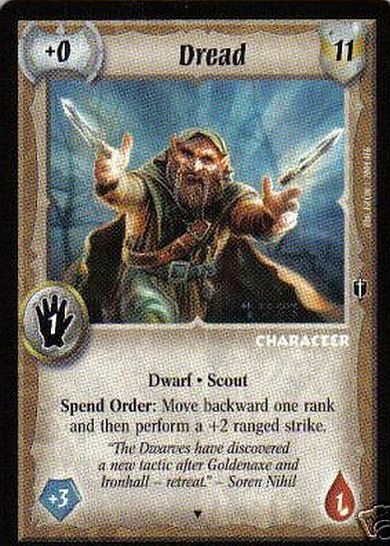 +0
Dread
11
1
CHARACTER
Dwarf • Scout
Spend Order: Move backward one rank
and then perform a +2 ranged strike.
"The Dwarves have discovered
a new tactic after Goldenaxe and
Ironhall – retreat." – Soren Nihil
+3
1